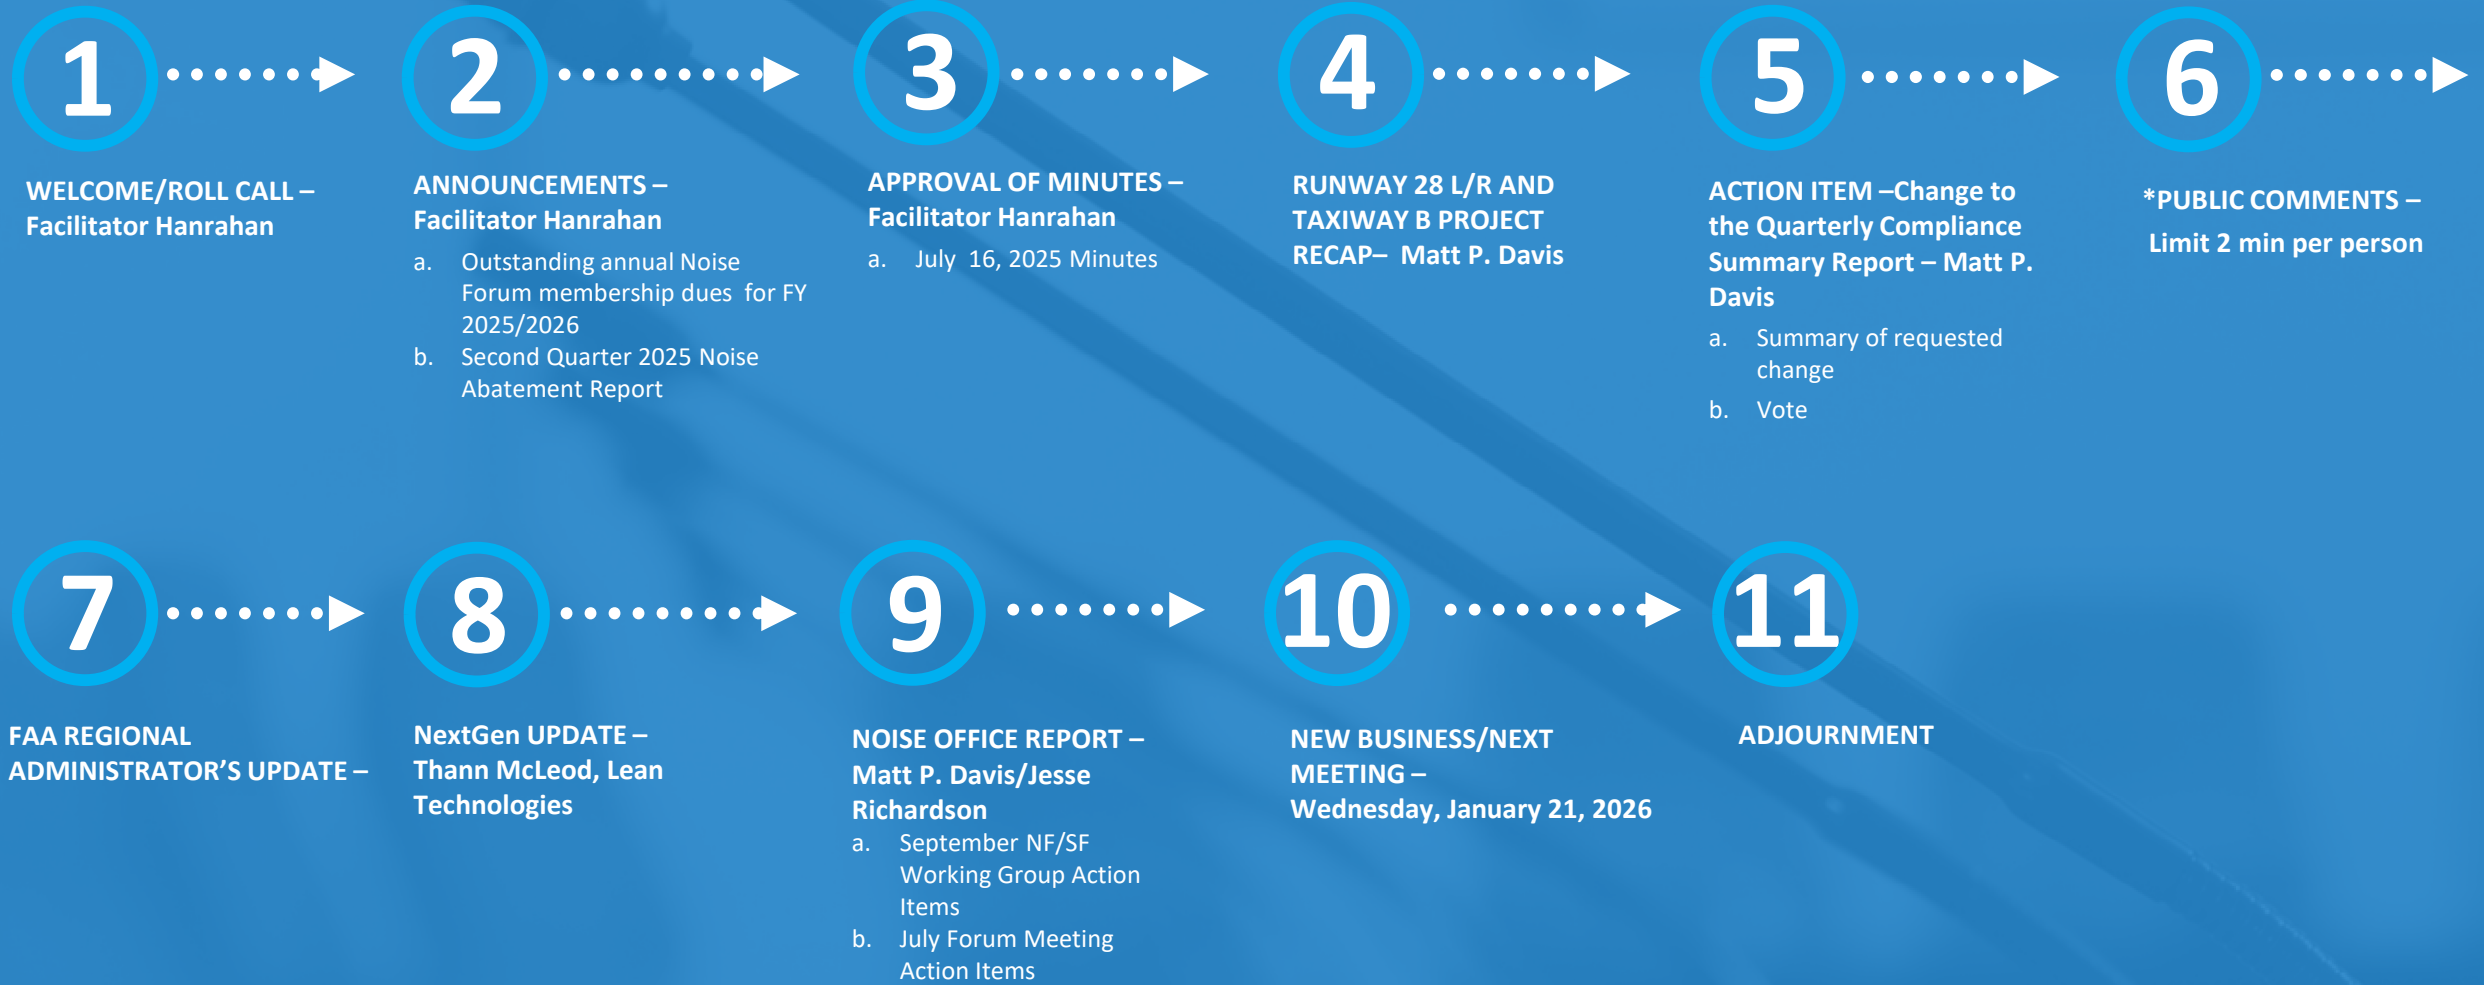 1
WELCOME/ROLL CALL –
Facilitator Hanrahan
2
ANNOUNCEMENTS –
Facilitator Hanrahan
a. Outstanding annual Noise
Forum membership dues for FY
2025/2026
b. Second Quarter 2025 Noise
Abatement Report
3
APPROVAL OF MINUTES –
Facilitator Hanrahan
a. July 16, 2025 Minutes
4
RUNWAY 28 L/R AND
TAXIWAY B PROJECT
RECAP– Matt P. Davis
5
ACTION ITEM –Change to
the Quarterly Compliance
Summary Report – Matt P.
Davis
a. Summary of requested
change
b. Vote
6
*PUBLIC COMMENTS –
Limit 2 min per person
7
FAA REGIONAL
ADMINISTRATOR’S UPDATE –
8
NextGen UPDATE –
Thann McLeod, Lean
Technologies
9
NOISE OFFICE REPORT –
Matt P. Davis/Jesse
Richardson
a. September NF/SF
Working Group Action
Items
b. July Forum Meeting
Action Items
10
NEW BUSINESS/NEXT
MEETING –
Wednesday, January 21, 2026
11
ADJOURNMENT